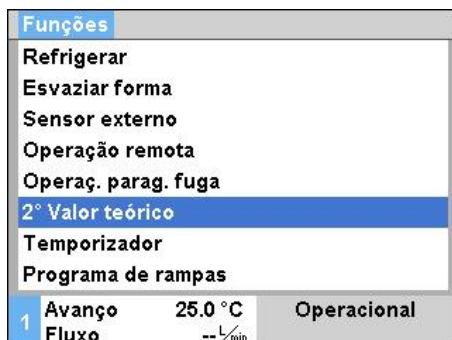 Funções
Refrigerar
Esvaziar forma
Sensor externo
Operação remota
Operaç. parag. fuga
2° Valor teórico
Temporizador
Programa de rampas
1 Avanço 25.0 °C Operacional
Fluxo -- L/min